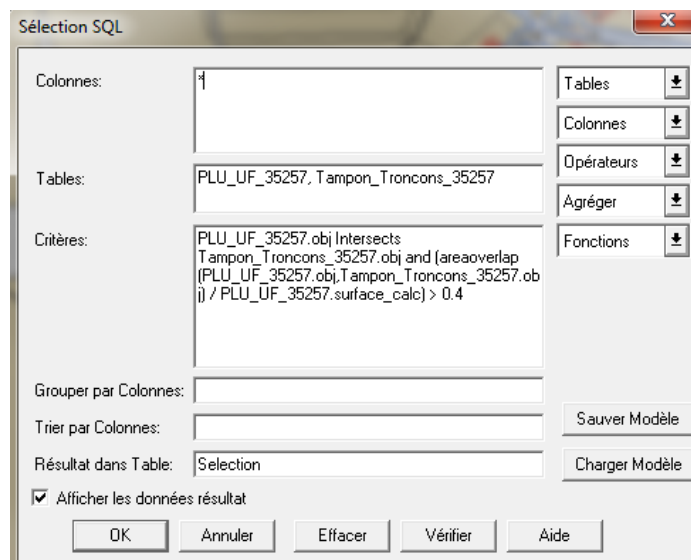 Sélection SQL
Colonnes:
*
Tables
Colonnes
Opérateurs
Agréger
Fonctions
Tables:
PLU_UF_35257, Tampon_Troncons_35257
Critères:
PLU_UF_35257.obj Intersects
Tampon_Troncons_35257.obj and (areaoverlap
(PLU_UF_35257.obj,Tampon_Troncons_35257.ob
j) / PLU_UF_35257.surface_calc) > 0.4
Grouper par Colonnes:
Trier par Colonnes:
Sauver Modèle
Résultat dans Table:
Selection
Charger Modèle
Afficher les données résultat
OK
Annuler
Effacer
Vérifier
Aide